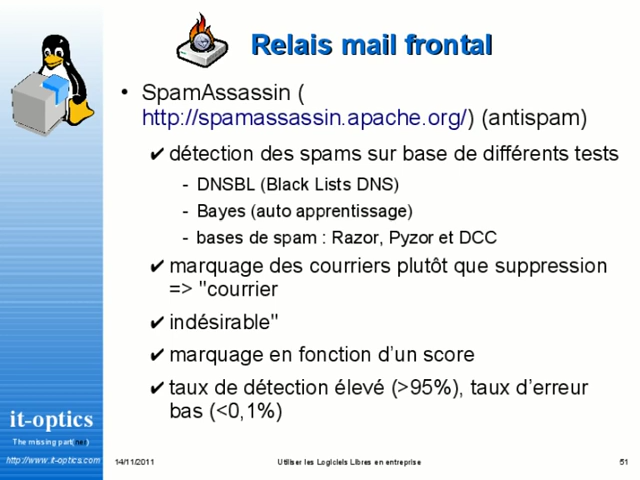 Relais mail frontal
• SpamAssassin (
http://spamassassin.apache.org/) (antispam)
✔ détection des spams sur base de différents tests
- DNSBL (Black Lists DNS)
- Bayes (auto apprentissage)
- bases de spam : Razor, Pyzor et DCC
✔ marquage des courriers plutôt que suppression
=> "courrier
✔ indésirable"
✔ marquage en fonction d’un score
✔ taux de détection élevé (>95%), taux d’erreur
bas (<0,1%)
it-optics
The missing part(ner)
http://www.it-optics.com
14/11/2011
Utiliser les Logiciels Libres en entreprise
51